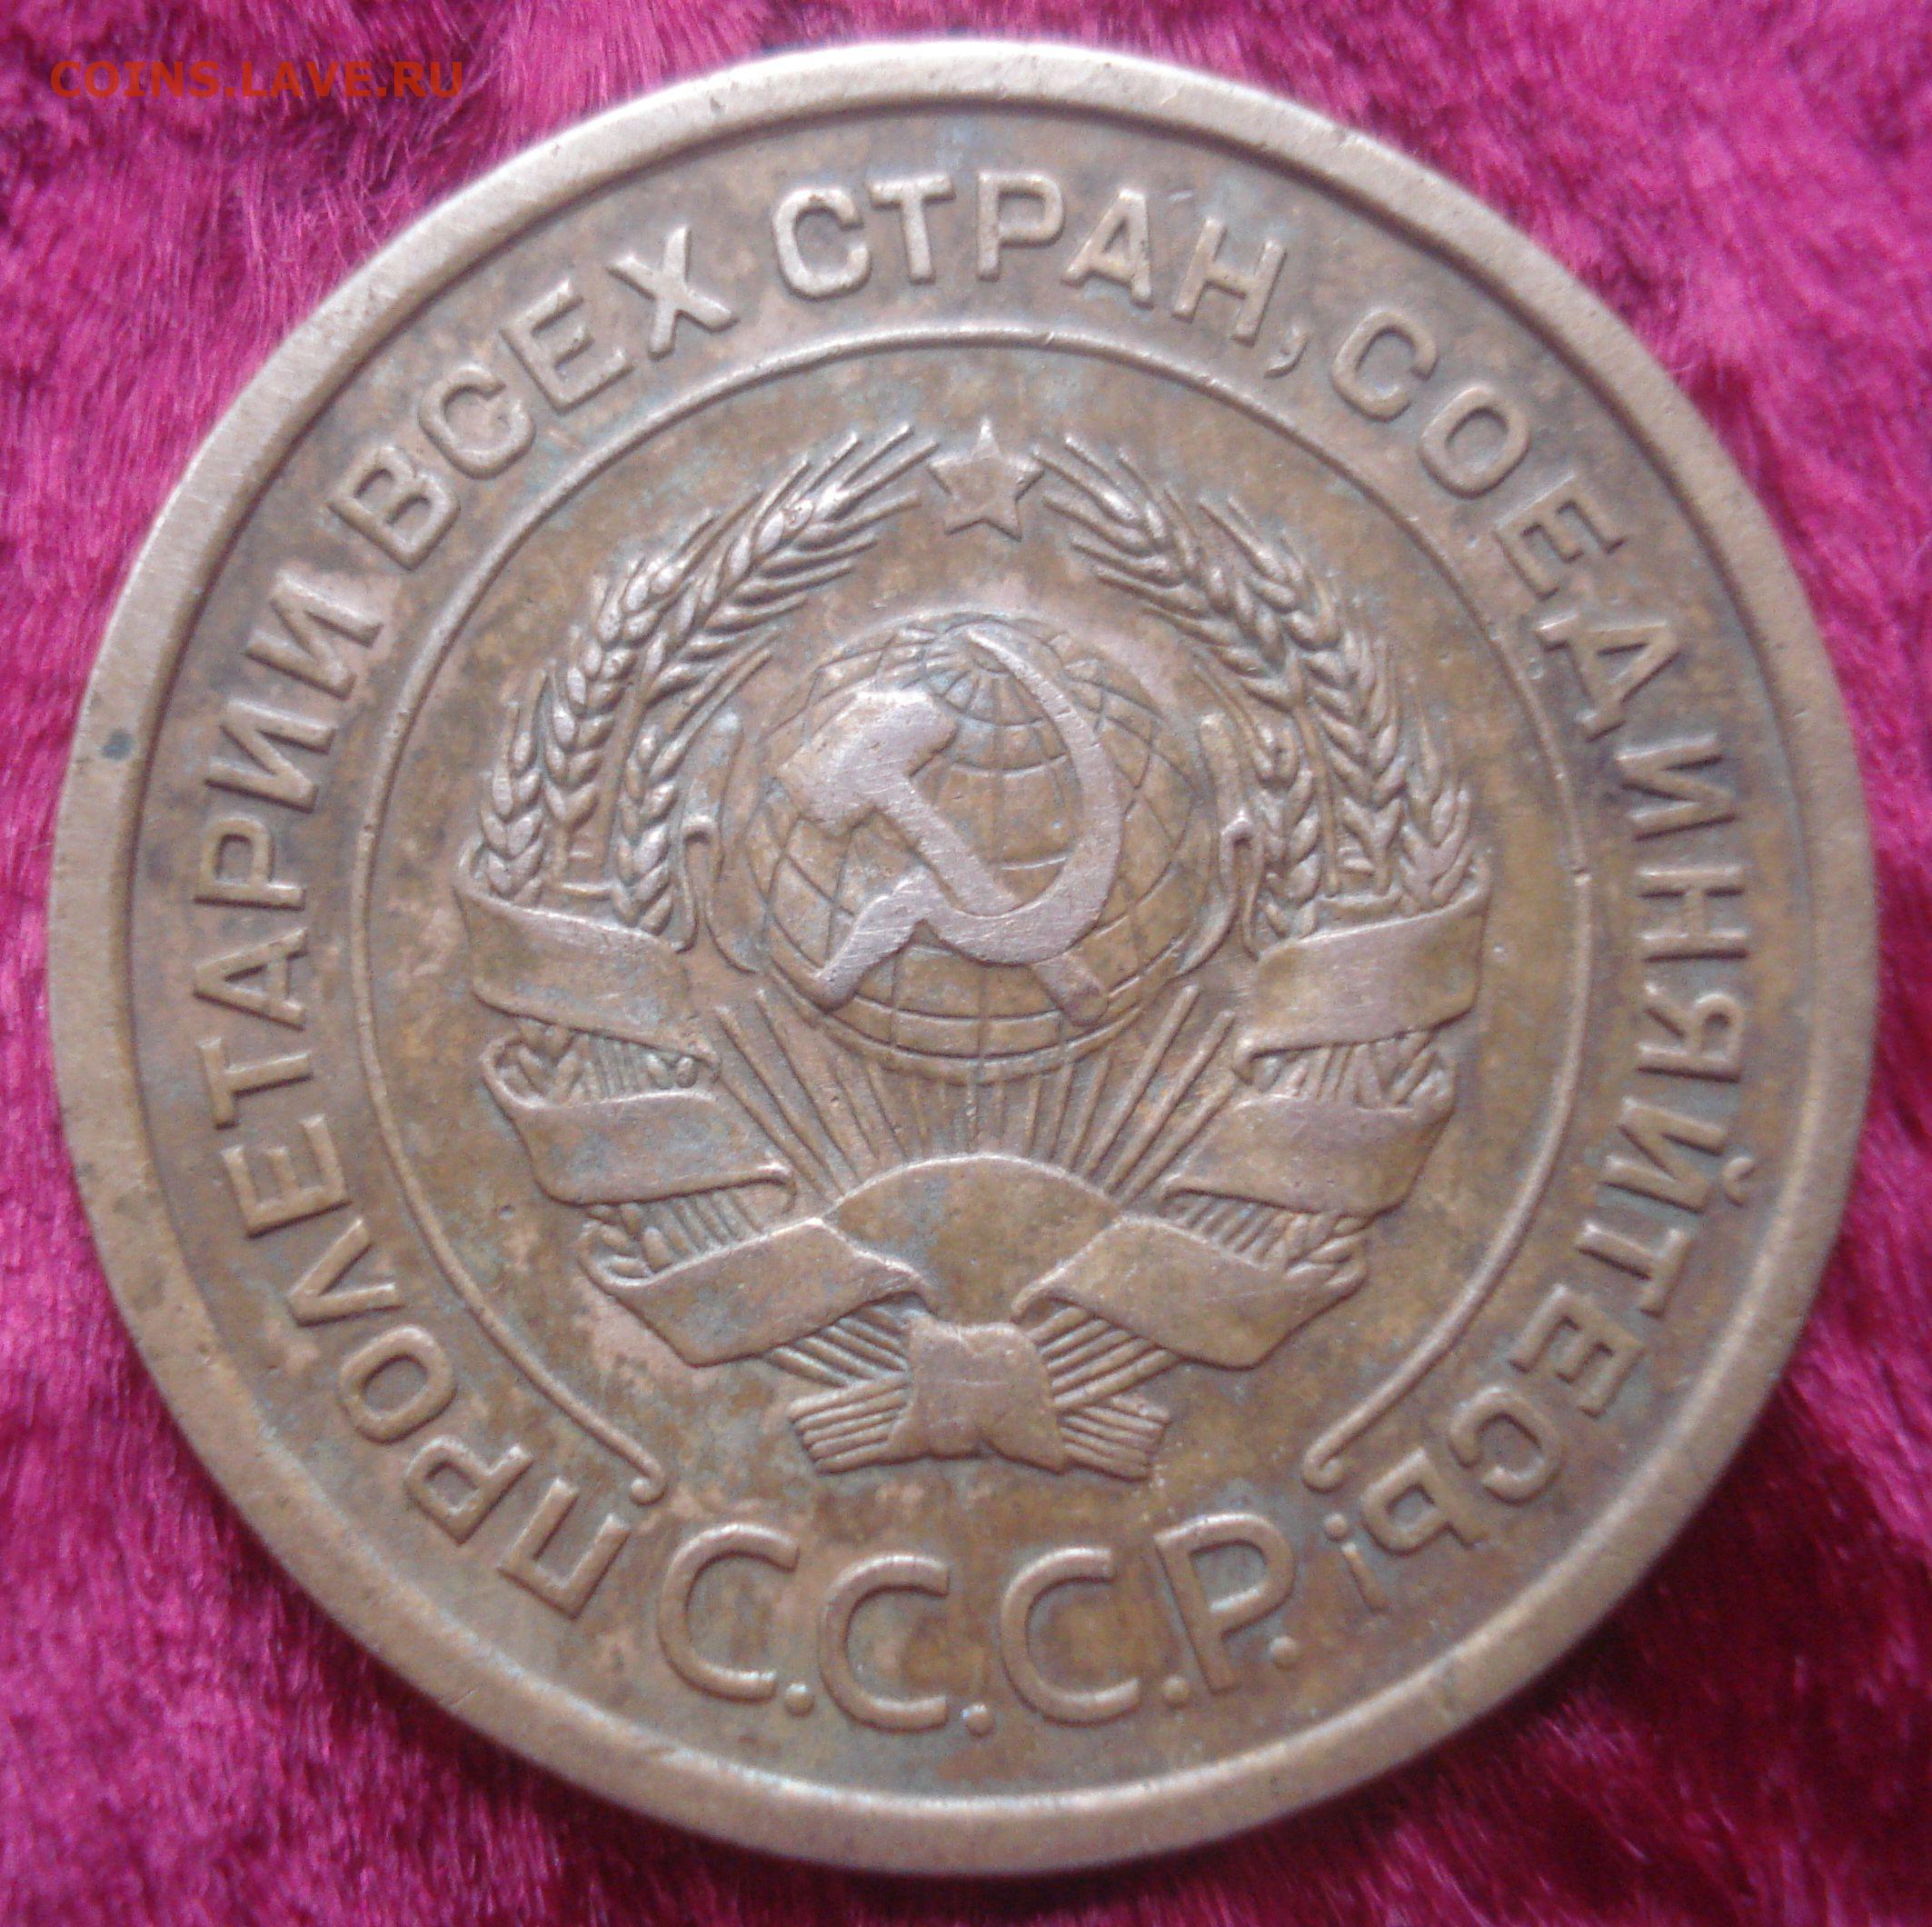 COINS.LAVE.RU
ПРОЛЕТАРИИ ВСЕХ СТРАН, СОЕДИНЯЙТЕСЬ!
С.С.С.Р.